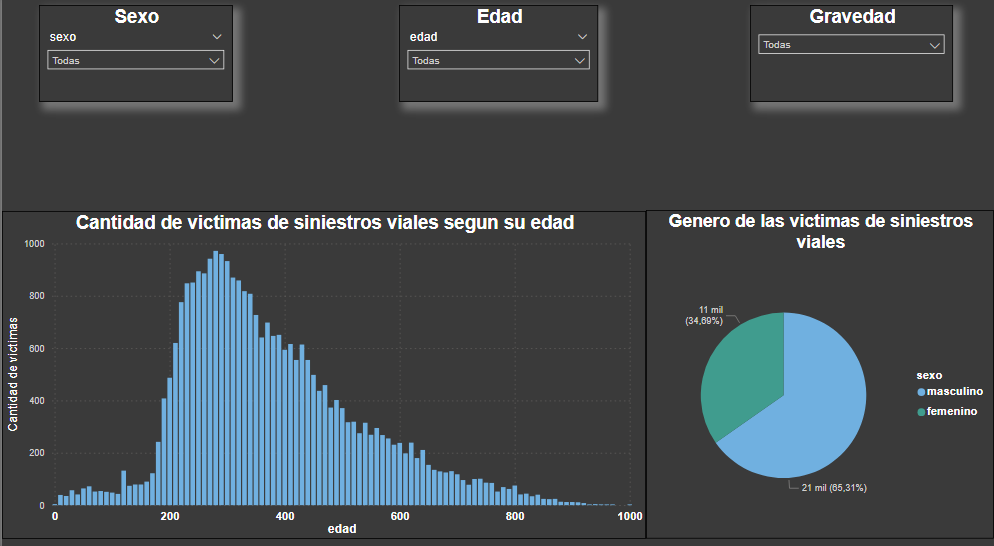 Sexo
sexo
Todas
Edad
edad
Todas
Gravedad
Todas
Cantidad de victimas de siniestros viales segun su edad
Cantidad de victimas
1000
800
600
400
200
0
0 200 400 600 800 1000
edad
Genero de las victimas de siniestros
viales
11 mil
(34,69%)
21 mil (65,31%)
sexo
masculino
femenino